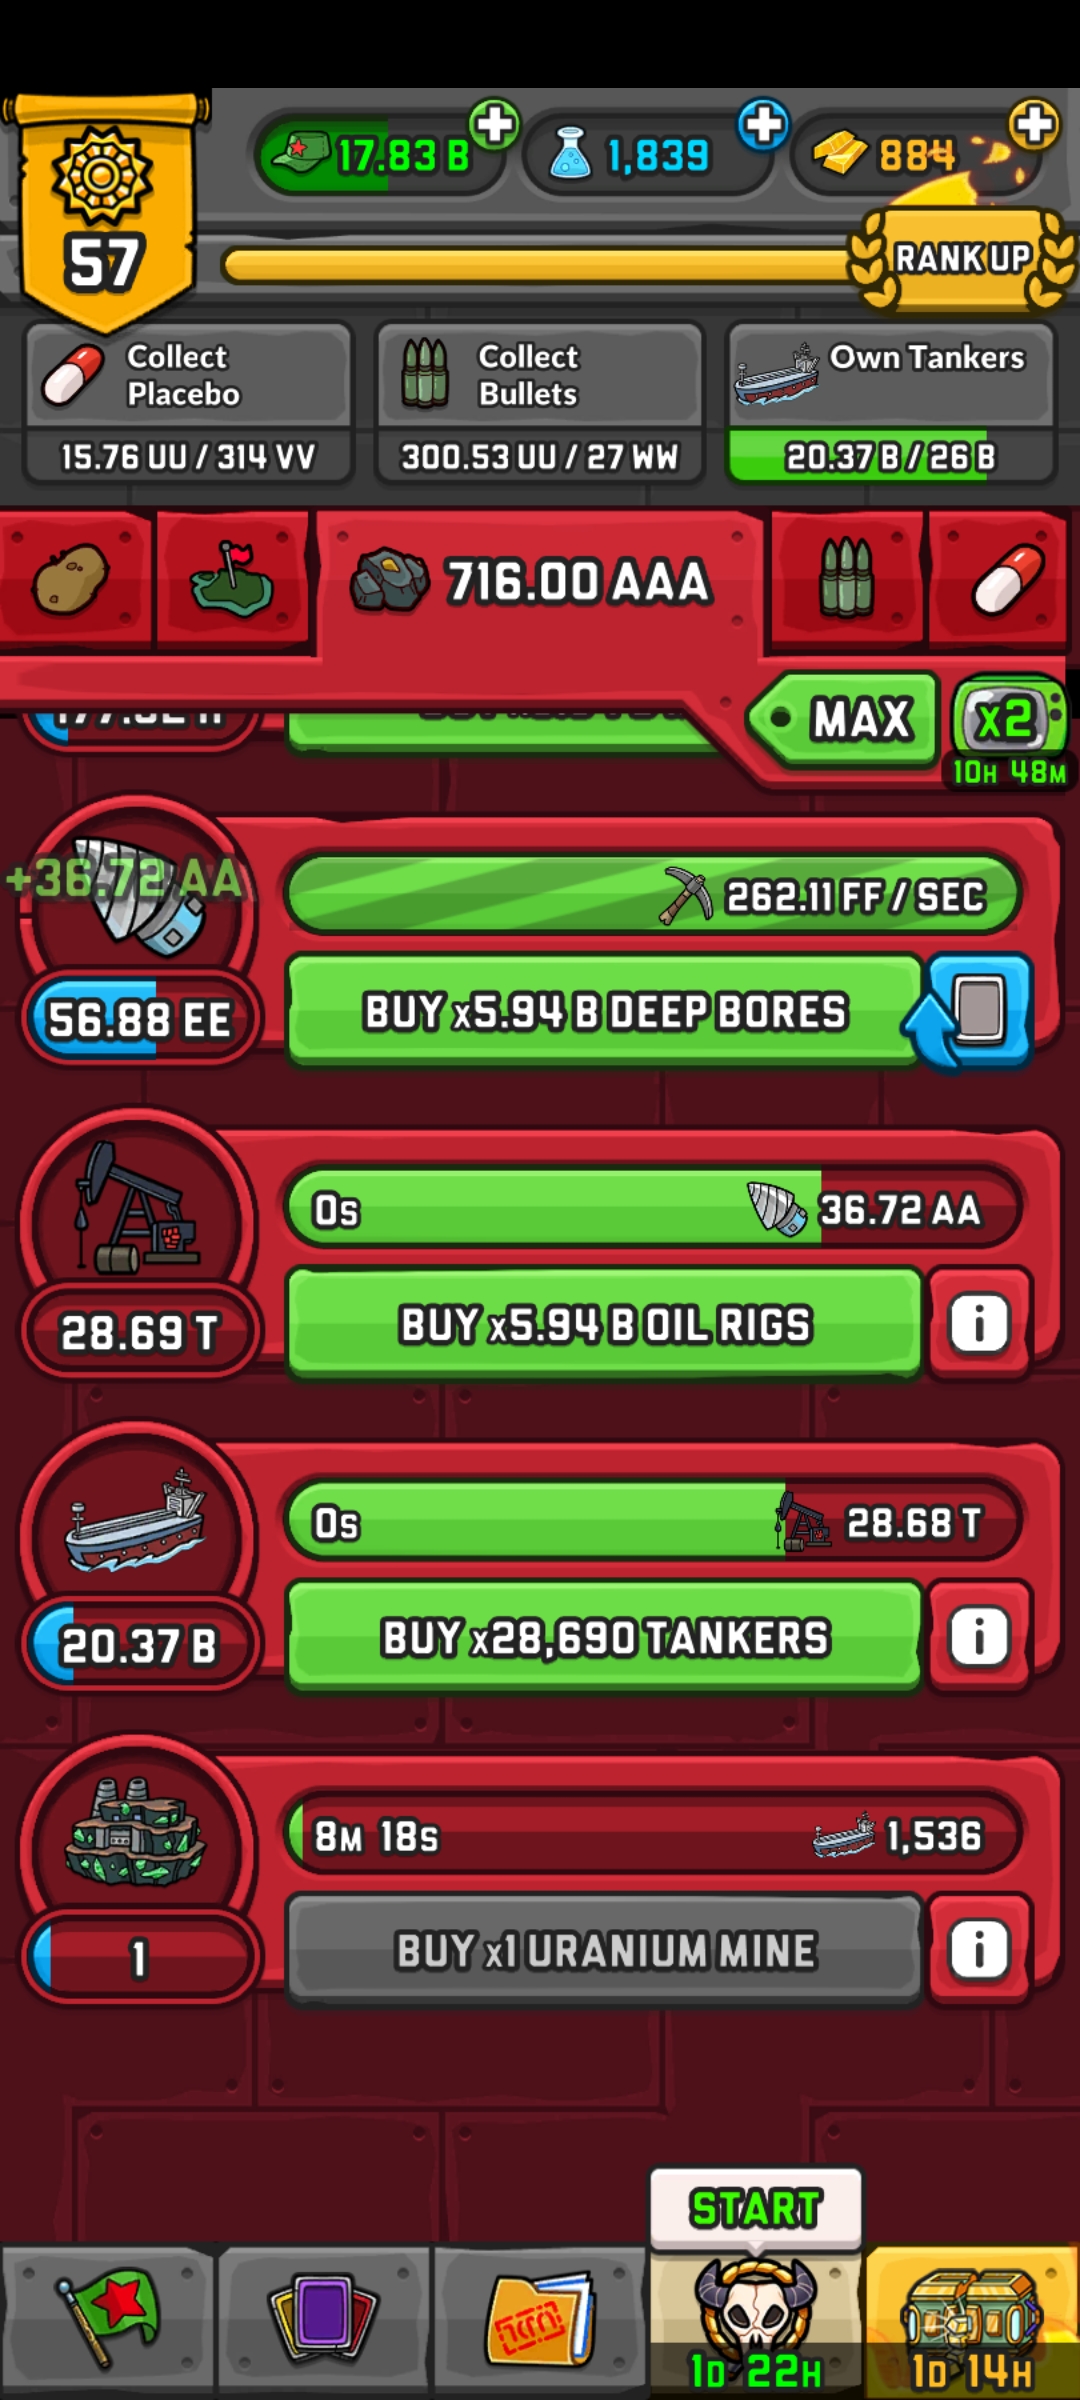 17.83 B
1,839
884
57
RANK UP
Collect
Placebo
15.76 UU / 314 VV
Collect
Bullets
300.53 UU / 27 WW
Own Tankers
20.37 B / 26 B
716.00 AAA
MAX
x2
10H 48M
+36.72 AA
262.11 FF / SEC
56.88 EE
BUY x5.94 B DEEP BORES
0s
36.72 AA
28.69 T
BUY x5.94 B OIL RIGS
i
0s
28.68 T
20.37 B
BUY x28,690 TANKERS
i
8M 18s
1,536
1
BUY x1 URANIUM MINE
i
START
1D 22H
1D 14H